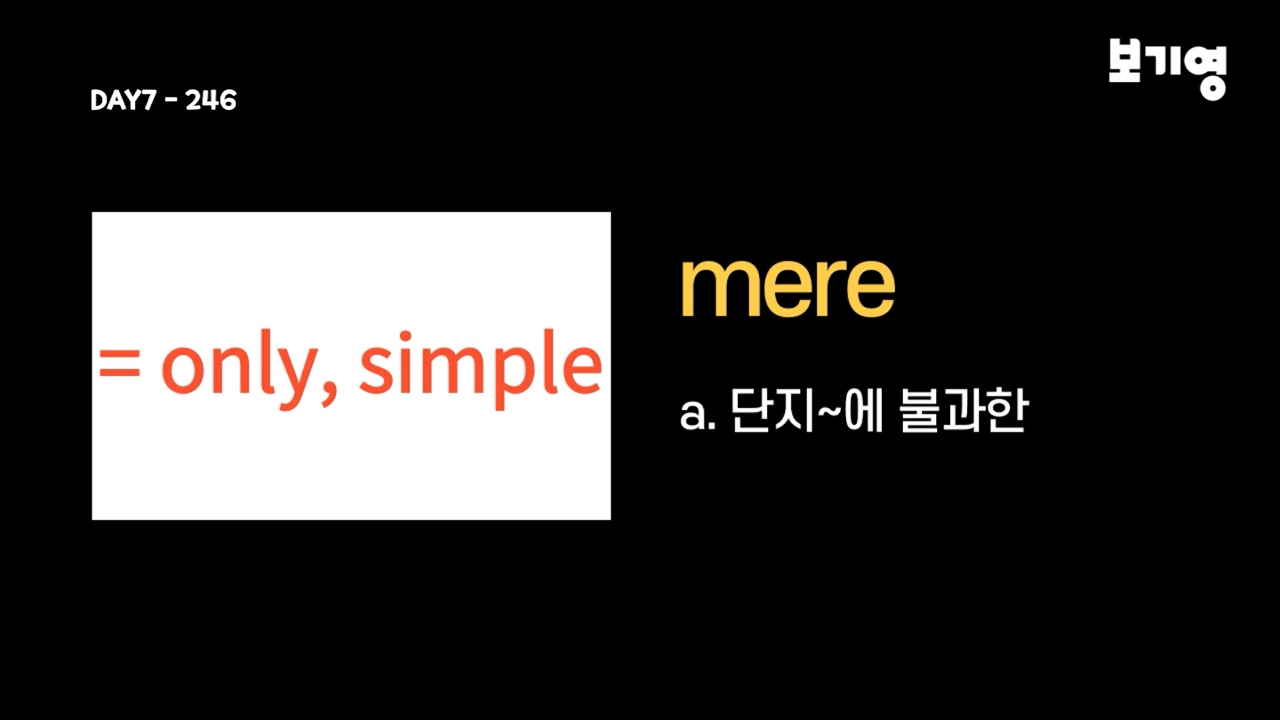 보기영
DAY7 - 246
mere
= only, simple
a. 단지~에 불과한